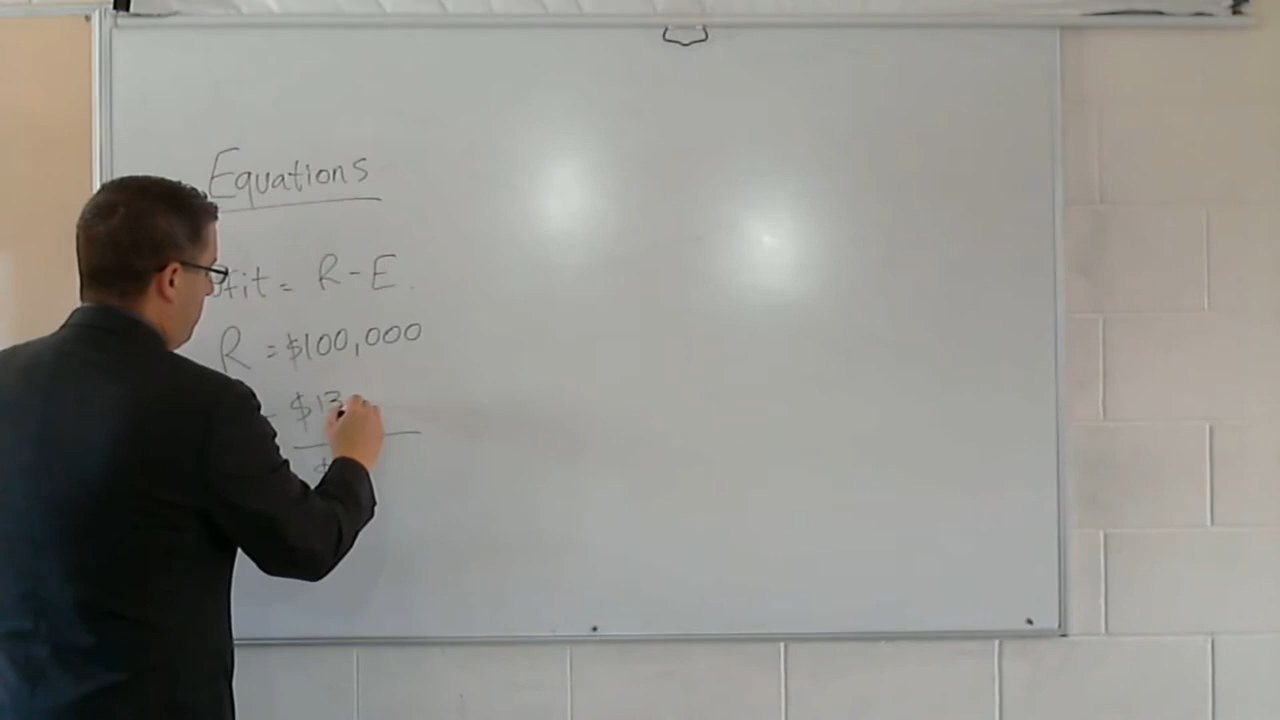 Equations
fit = R - E.
R = $100,000
- $13